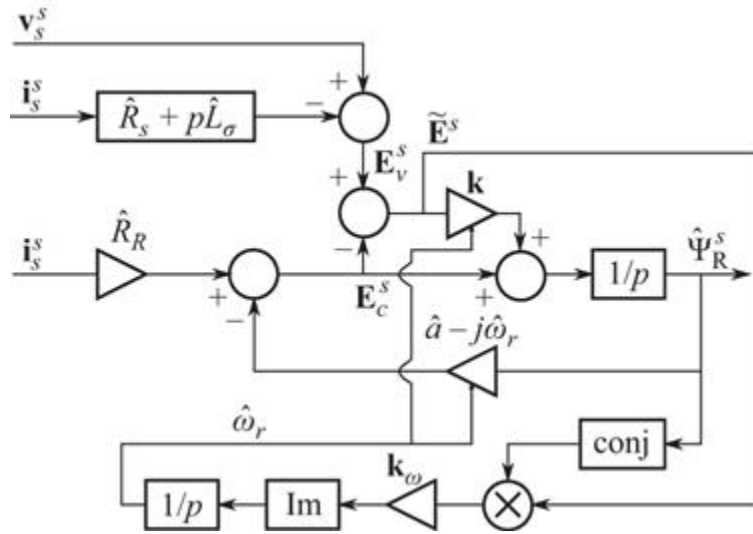 v_s^s
i_s^s
R̂_s + pL̂_σ
+
−
Ẽ^s
E_v^s
+
−
k
i_s^s
R̂_R
+
−
E_c^s
+
+
1/p
Ψ̂_R^s
â − jω̂_r
ω̂_r
conj
k_ω
1/p
Im
×